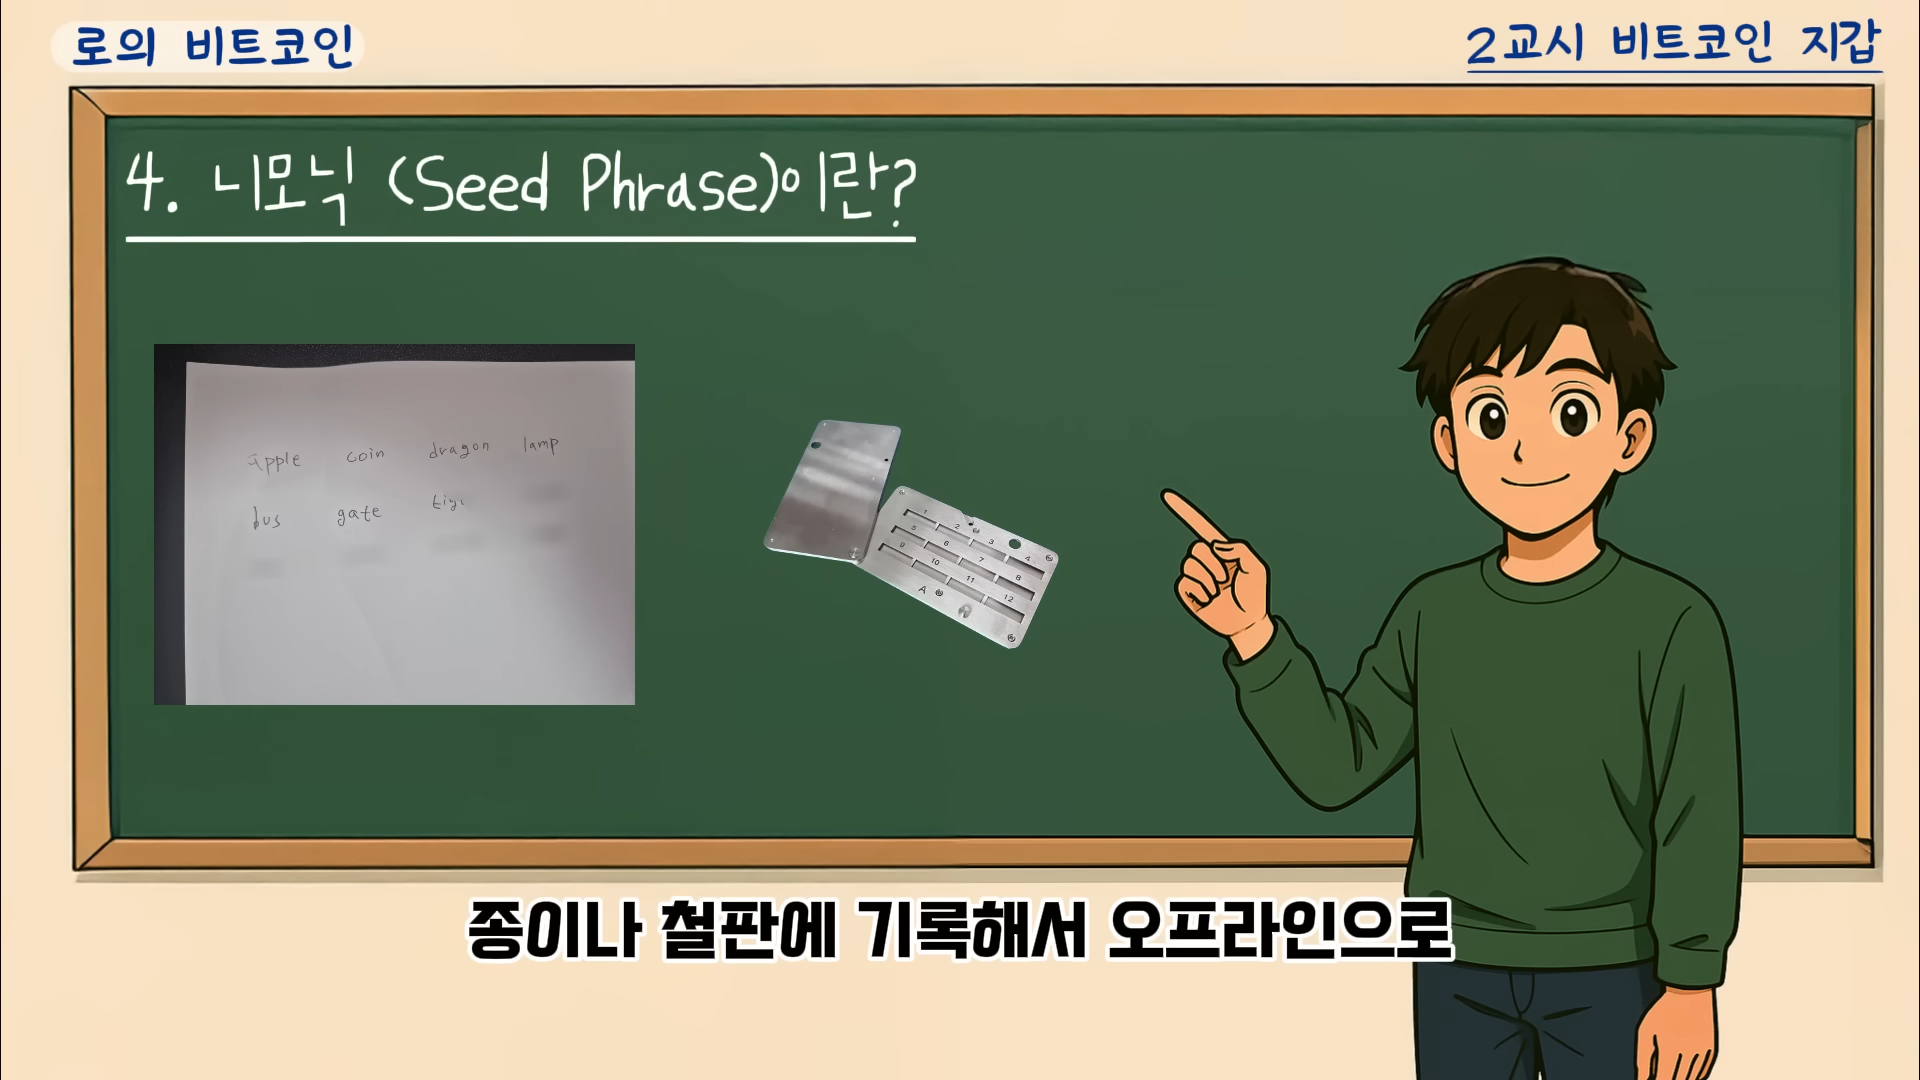 로의 비트코인
2교시 비트코인 지갑
4. 니모닉 (Seed Phrase)이란?
apple coin dragon lamp
bus gate
1 2 3 4
5 6 7 8
9 10 11 12
A
종이나 철판에 기록해서 오프라인으로